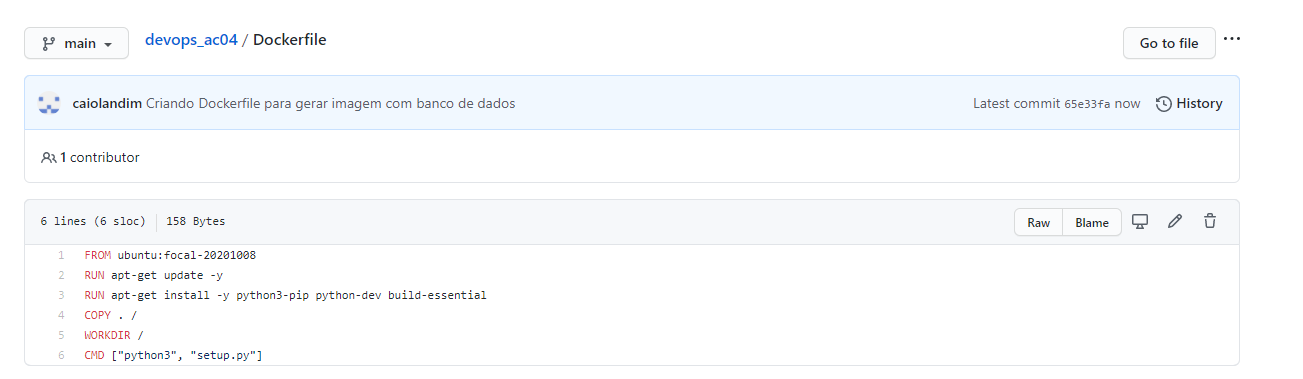 main
devops_ac04 / Dockerfile
Go to file
caiolandim Criando Dockerfile para gerar imagem com banco de dados
Latest commit 65e33fa now
History
1 contributor
6 lines (6 sloc)
158 Bytes
Raw
Blame
1 FROM ubuntu:focal-20201008
2 RUN apt-get update -y
3 RUN apt-get install -y python3-pip python-dev build-essential
4 COPY . /
5 WORKDIR /
6 CMD ["python3", "setup.py"]